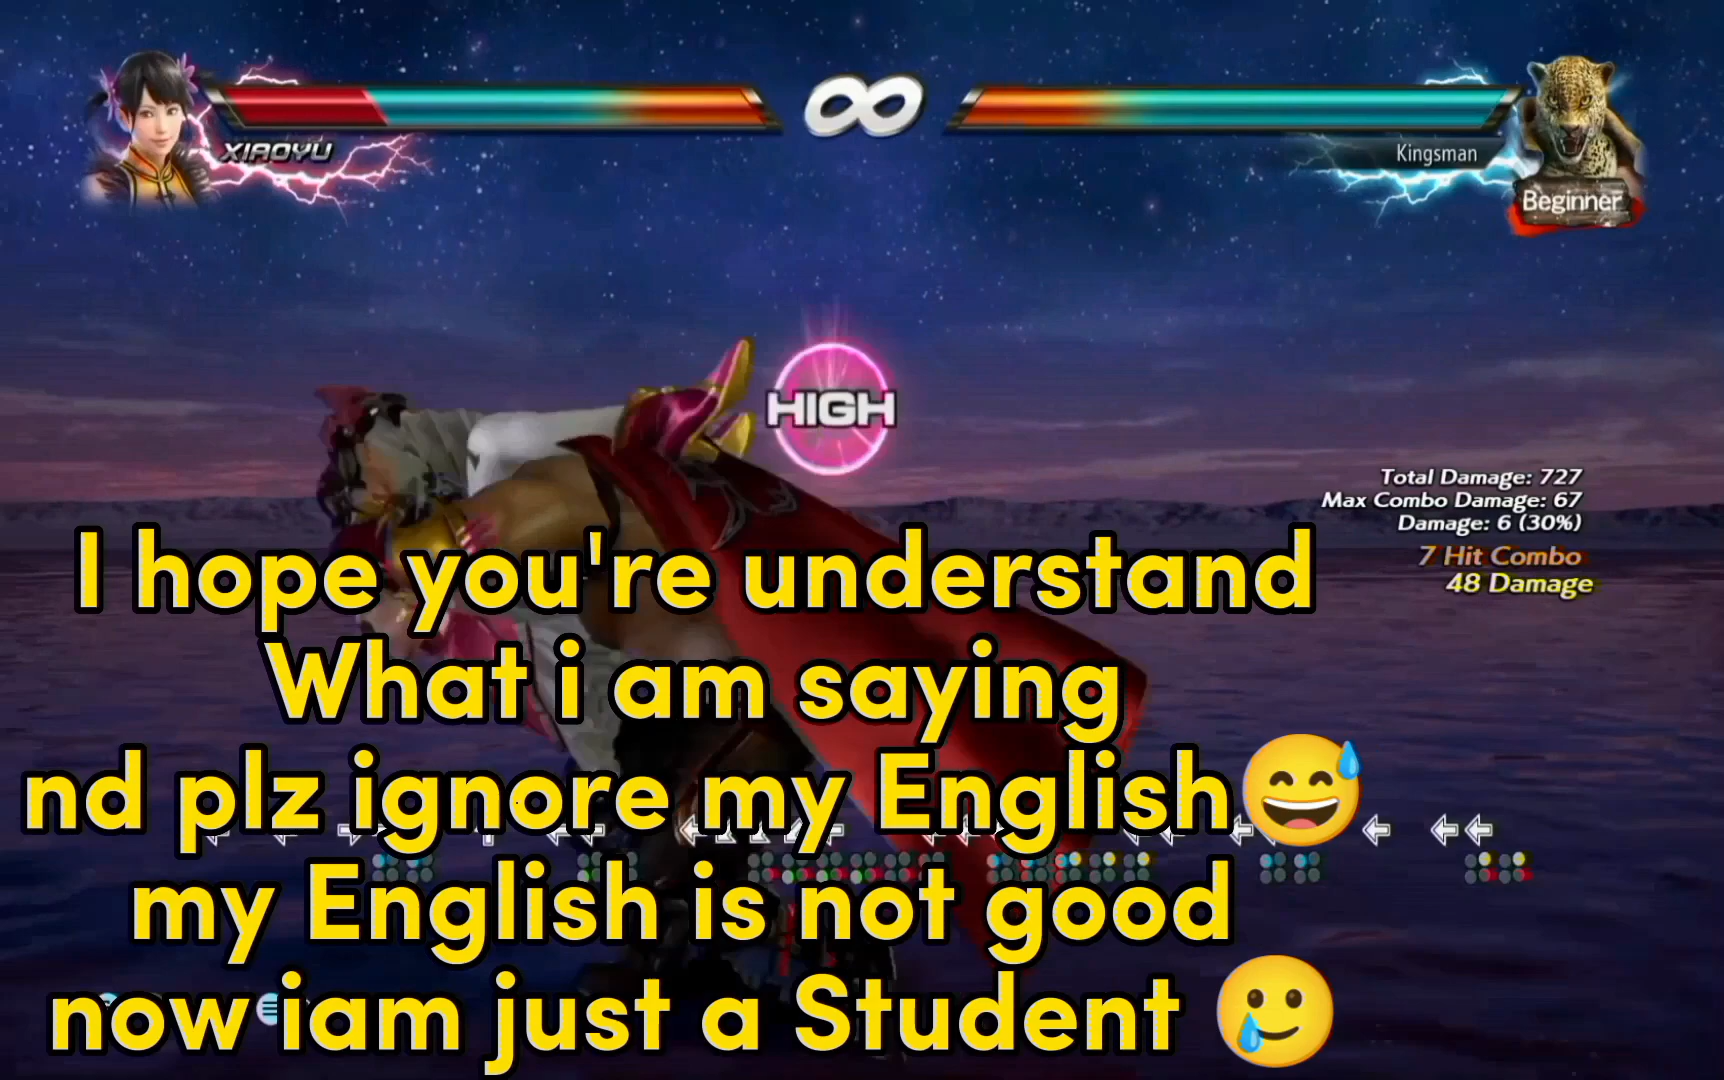 XIAOYU
Kingsman
Beginner
HIGH
Total Damage: 727
Max Combo Damage: 67
Damage: 6 (30%)
7 Hit Combo
48 Damage
I hope you're understand
What i am saying
nd plz ignore my English😅
my English is not good
now iam just a Student 🥲